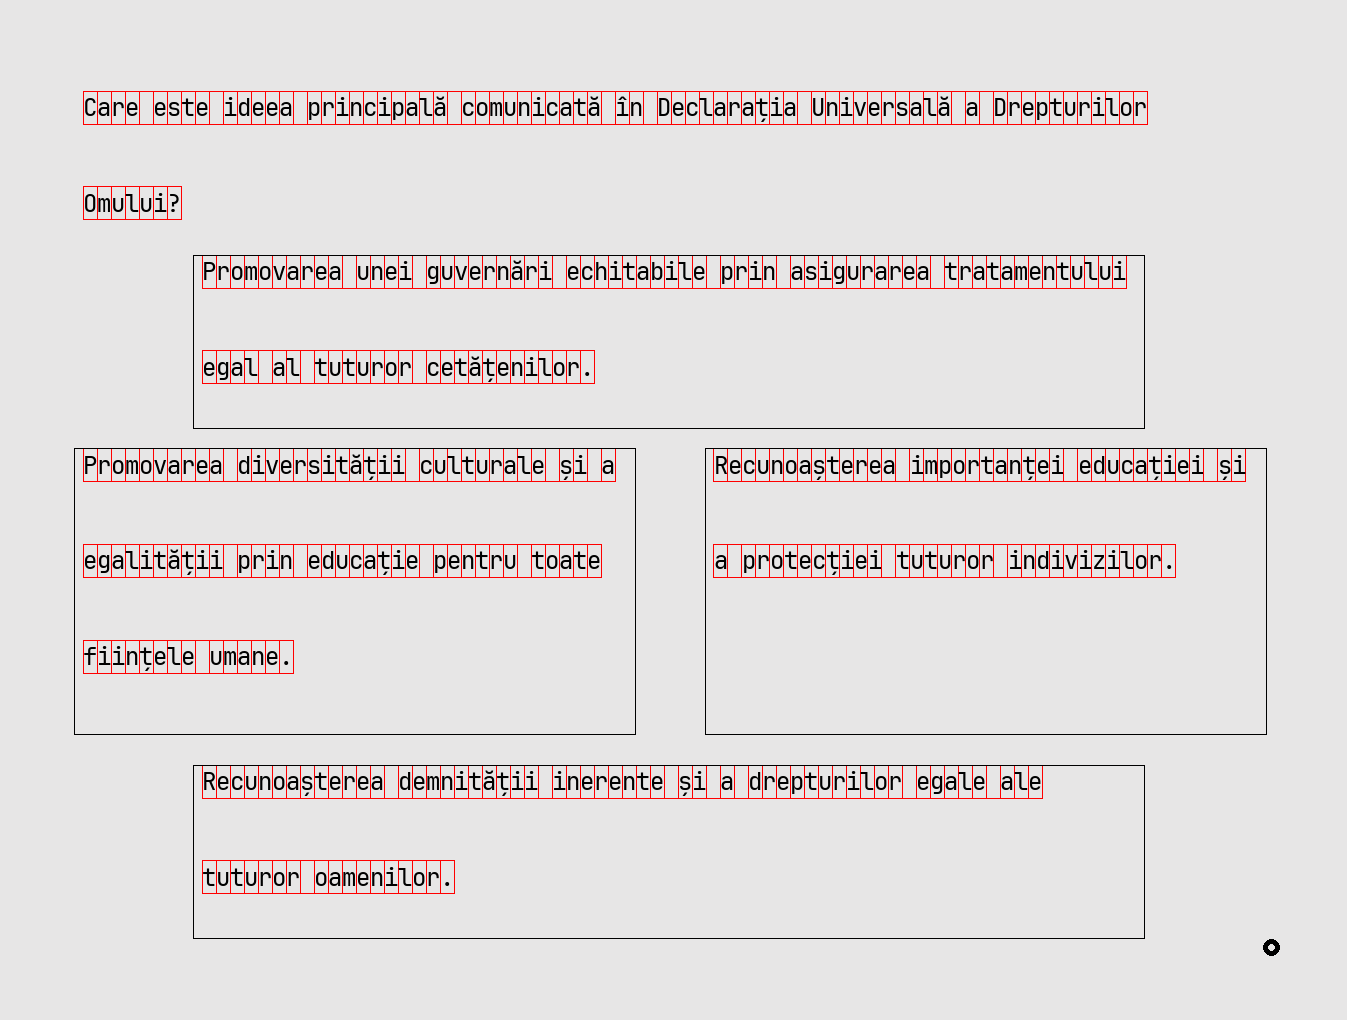 Care este ideea principală comunicată în Declarația Universală a Drepturilor
Omului?
Promovarea unei guvernări echitabile prin asigurarea tratamentului
egal al tuturor cetățenilor.
Promovarea diversității culturale și a
egalității prin educație pentru toate
ființele umane.
Recunoașterea importanței educației și
a protecției tuturor indivizilor.
Recunoașterea demnității inerente și a drepturilor egale ale
tuturor oamenilor.